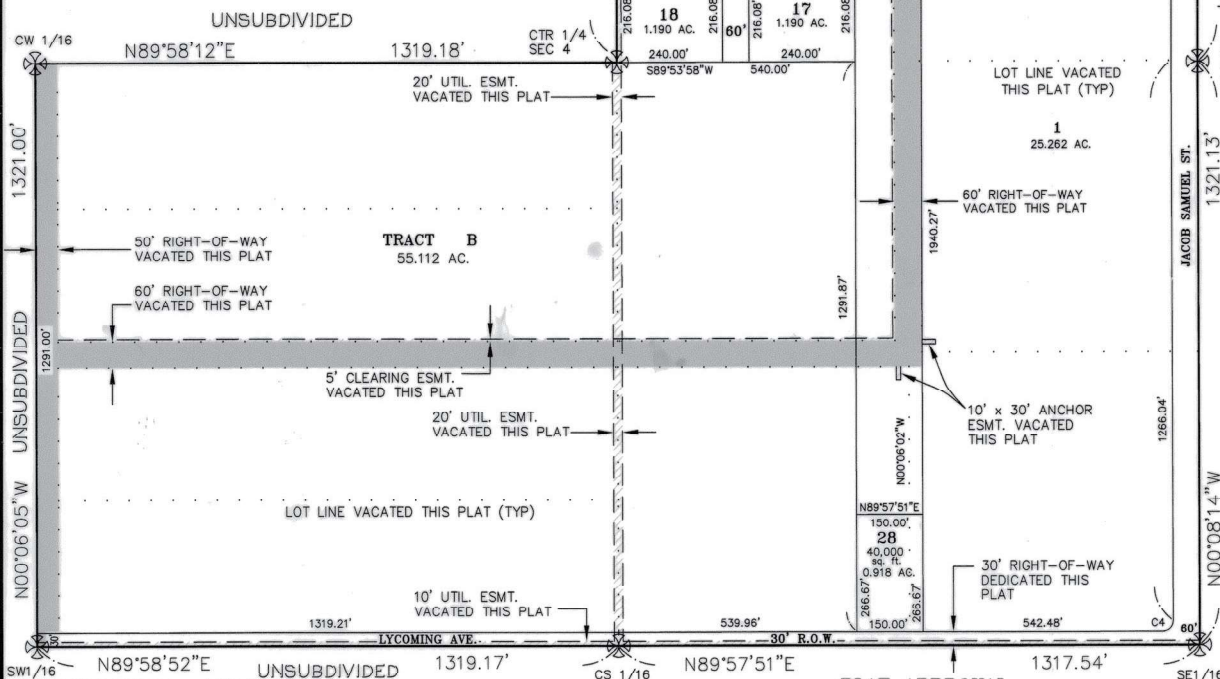 UNSUBDIVIDED
CW 1/16
N89°58'12"E
1319.18'
CTR 1/4
SEC 4
216.08'
18
1.190 AC.
240.00'
216.08'
60'
216.08'
17
1.190 AC.
240.00'
216.08'
S89°53'58"W
540.00'
20' UTIL. ESMT.
VACATED THIS PLAT
LOT LINE VACATED
THIS PLAT (TYP)
1
25.262 AC.
1321.00'
1321.13'
JACOB SAMUEL ST.
60' RIGHT-OF-WAY
VACATED THIS PLAT
1940.27'
50' RIGHT-OF-WAY
VACATED THIS PLAT
TRACT B
55.112 AC.
60' RIGHT-OF-WAY
VACATED THIS PLAT
1291.87'
1291.00'
UNSUBDIVIDED
5' CLEARING ESMT.
VACATED THIS PLAT
20' UTIL. ESMT.
VACATED THIS PLAT
10' x 30' ANCHOR
ESMT. VACATED
THIS PLAT
1266.04'
N00°06'02"W
N00°06'05"W
N00°08'14"W
LOT LINE VACATED THIS PLAT (TYP)
N89°57'51"E
150.00'
28
40,000
sq. ft.
0.918 AC.
266.67'
266.67'
150.00'
30' RIGHT-OF-WAY
DEDICATED THIS
PLAT
10' UTIL. ESMT.
VACATED THIS PLAT
1319.21'
539.96'
542.48'
C4
60'
30'
LYCOMING AVE.
30' R.O.W.
SW1/16
N89°58'52"E
UNSUBDIVIDED
1319.17'
CS 1/16
N89°57'51"E
1317.54'
SE1/16